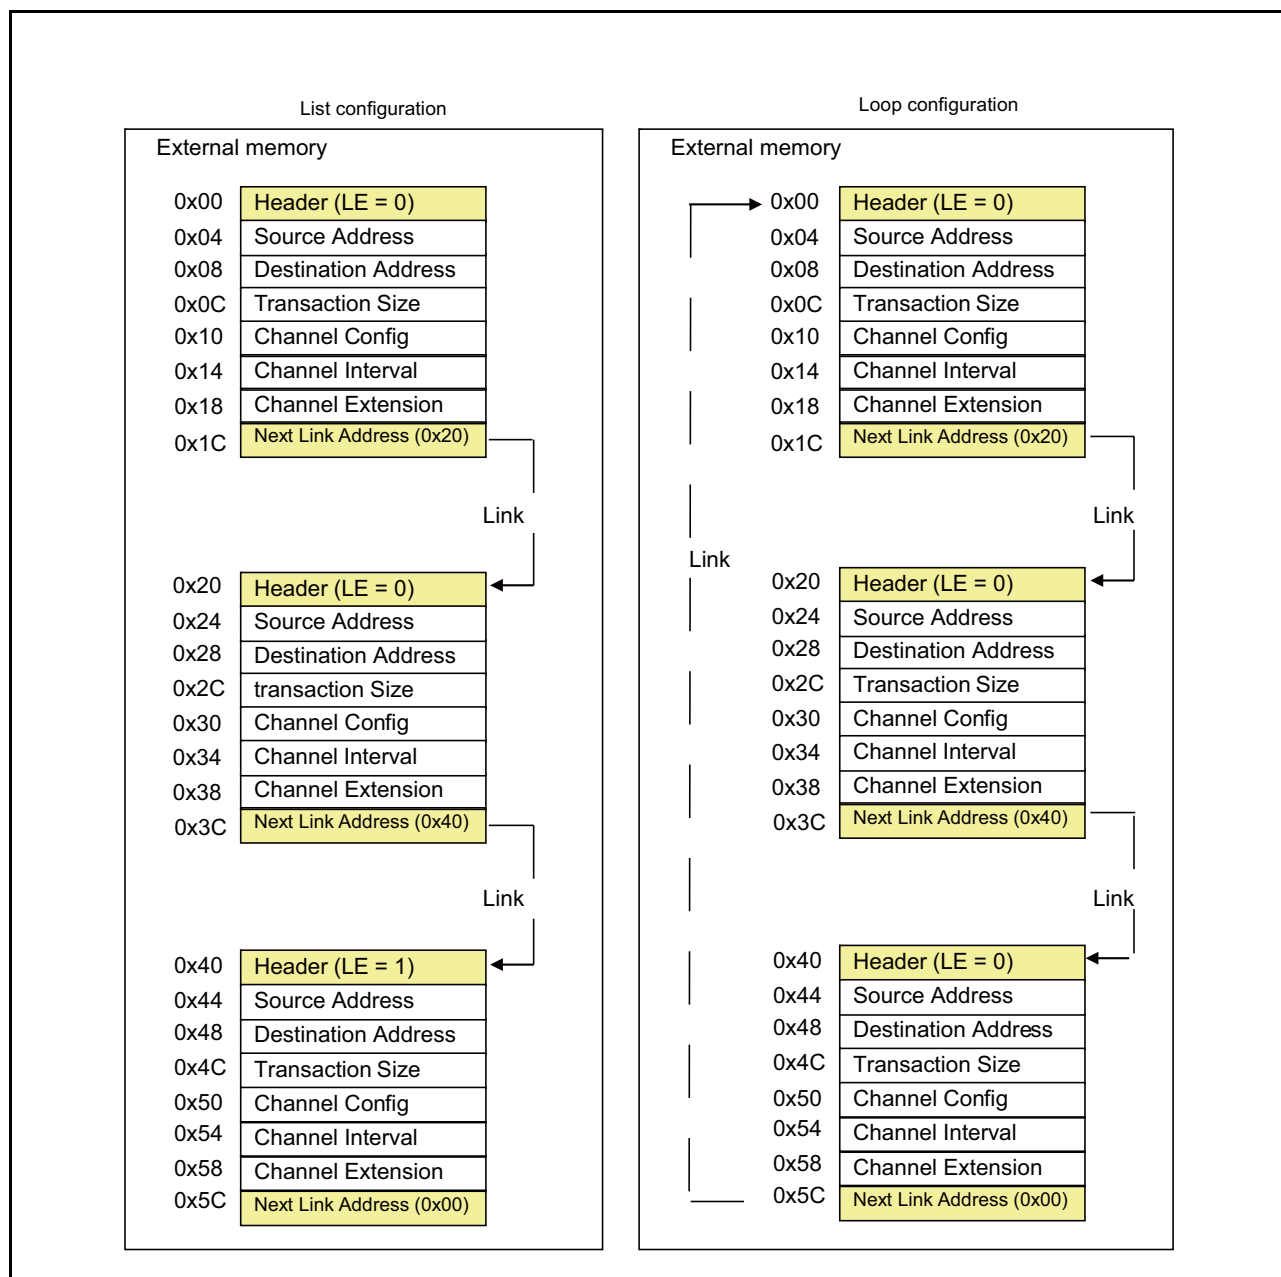 List configuration
External memory
0x00 Header (LE = 0)
0x04 Source Address
0x08 Destination Address
0x0C Transaction Size
0x10 Channel Config
0x14 Channel Interval
0x18 Channel Extension
0x1C Next Link Address (0x20)
Link
0x20 Header (LE = 0)
0x24 Source Address
0x28 Destination Address
0x2C transaction Size
0x30 Channel Config
0x34 Channel Interval
0x38 Channel Extension
0x3C Next Link Address (0x40)
Link
0x40 Header (LE = 1)
0x44 Source Address
0x48 Destination Address
0x4C Transaction Size
0x50 Channel Config
0x54 Channel Interval
0x58 Channel Extension
0x5C Next Link Address (0x00)
Loop configuration
External memory
0x00 Header (LE = 0)
0x04 Source Address
0x08 Destination Address
0x0C Transaction Size
0x10 Channel Config
0x14 Channel Interval
0x18 Channel Extension
0x1C Next Link Address (0x20)
Link
Link
0x20 Header (LE = 0)
0x24 Source Address
0x28 Destination Address
0x2C Transaction Size
0x30 Channel Config
0x34 Channel Interval
0x38 Channel Extension
0x3C Next Link Address (0x40)
Link
0x40 Header (LE = 0)
0x44 Source Address
0x48 Destination Address
0x4C Transaction Size
0x50 Channel Config
0x54 Channel Interval
0x58 Channel Extension
0x5C Next Link Address (0x00)